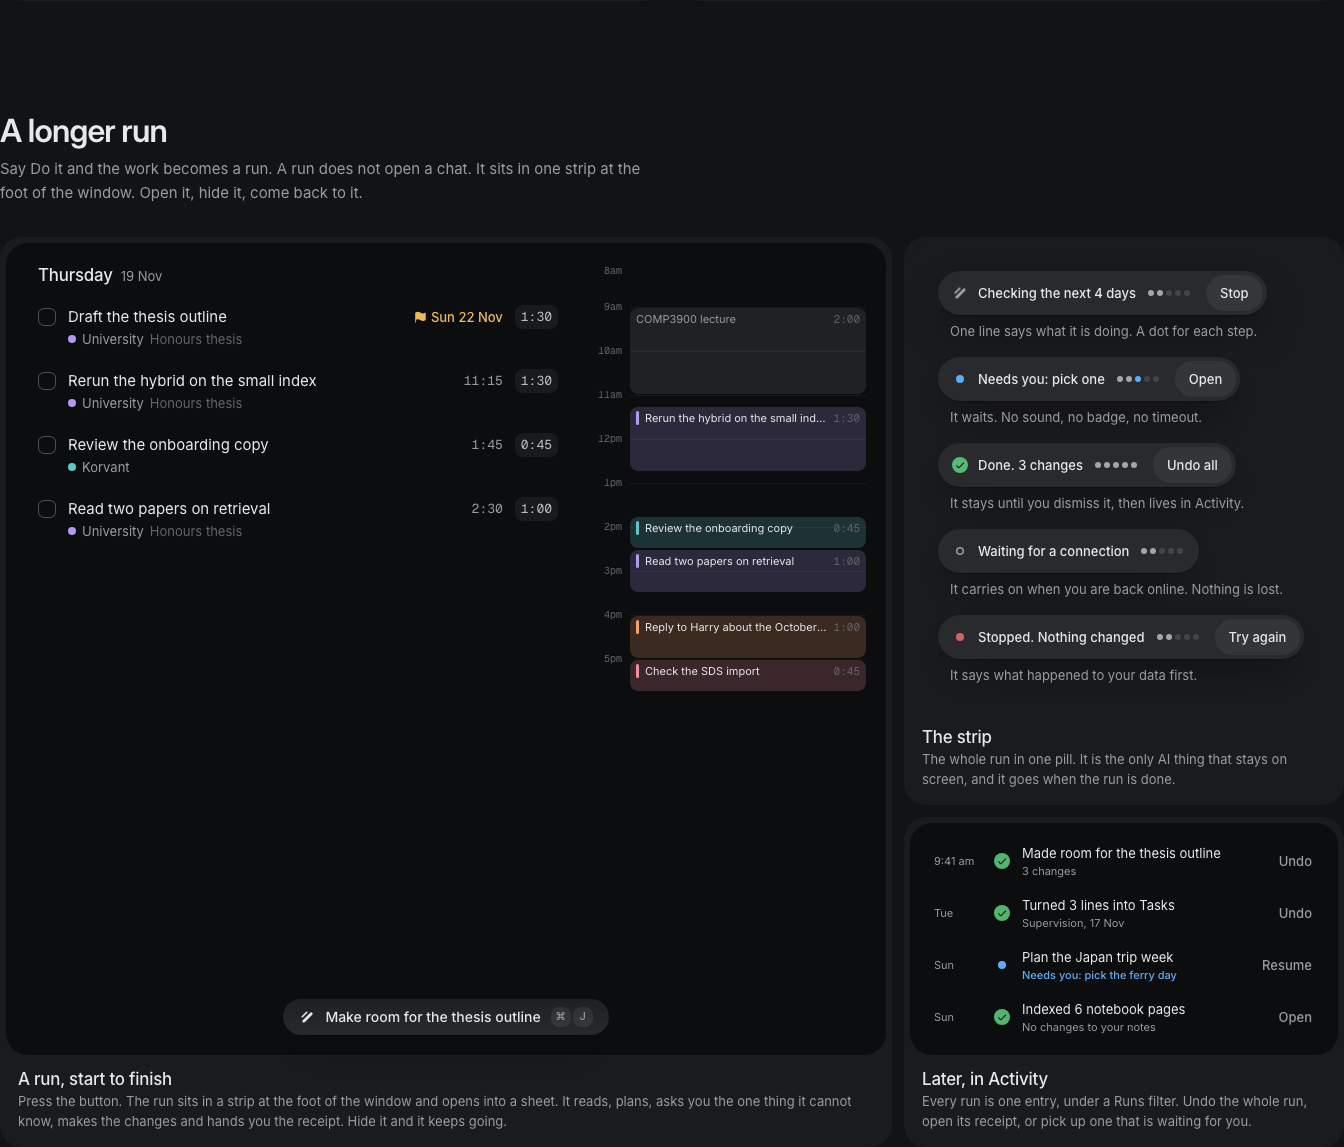 A longer run
Say Do it and the work becomes a run. A run does not open a chat. It sits in one strip at the
foot of the window. Open it, hide it, come back to it.
Thursday 19 Nov
Draft the thesis outline Sun 22 Nov 1:30
University Honours thesis
Rerun the hybrid on the small index 11:15 1:30
University Honours thesis
Review the onboarding copy 1:45 0:45
Korvant
Read two papers on retrieval 2:30 1:00
University Honours thesis
8am
9am
COMP3900 lecture 2:00
10am
11am
Rerun the hybrid on the small ind... 1:30
12pm
1pm
2pm
Review the onboarding copy 0:45
Read two papers on retrieval 1:00
3pm
4pm
Reply to Harry about the October... 1:00
5pm
Check the SDS import 0:45
Make room for the thesis outline ⌘ J
A run, start to finish
Press the button. The run sits in a strip at the foot of the window and opens into a sheet. It reads, plans, asks you the one thing it cannot
know, makes the changes and hands you the receipt. Hide it and it keeps going.
Checking the next 4 days Stop
One line says what it is doing. A dot for each step.
Needs you: pick one Open
It waits. No sound, no badge, no timeout.
Done. 3 changes Undo all
It stays until you dismiss it, then lives in Activity.
Waiting for a connection
It carries on when you are back online. Nothing is lost.
Stopped. Nothing changed Try again
It says what happened to your data first.
The strip
The whole run in one pill. It is the only AI thing that stays on
screen, and it goes when the run is done.
9:41 am Made room for the thesis outline Undo
3 changes
Tue Turned 3 lines into Tasks Undo
Supervision, 17 Nov
Sun Plan the Japan trip week Resume
Needs you: pick the ferry day
Sun Indexed 6 notebook pages Open
No changes to your notes
Later, in Activity
Every run is one entry, under a Runs filter. Undo the whole run,
open its receipt, or pick up one that is waiting for you.